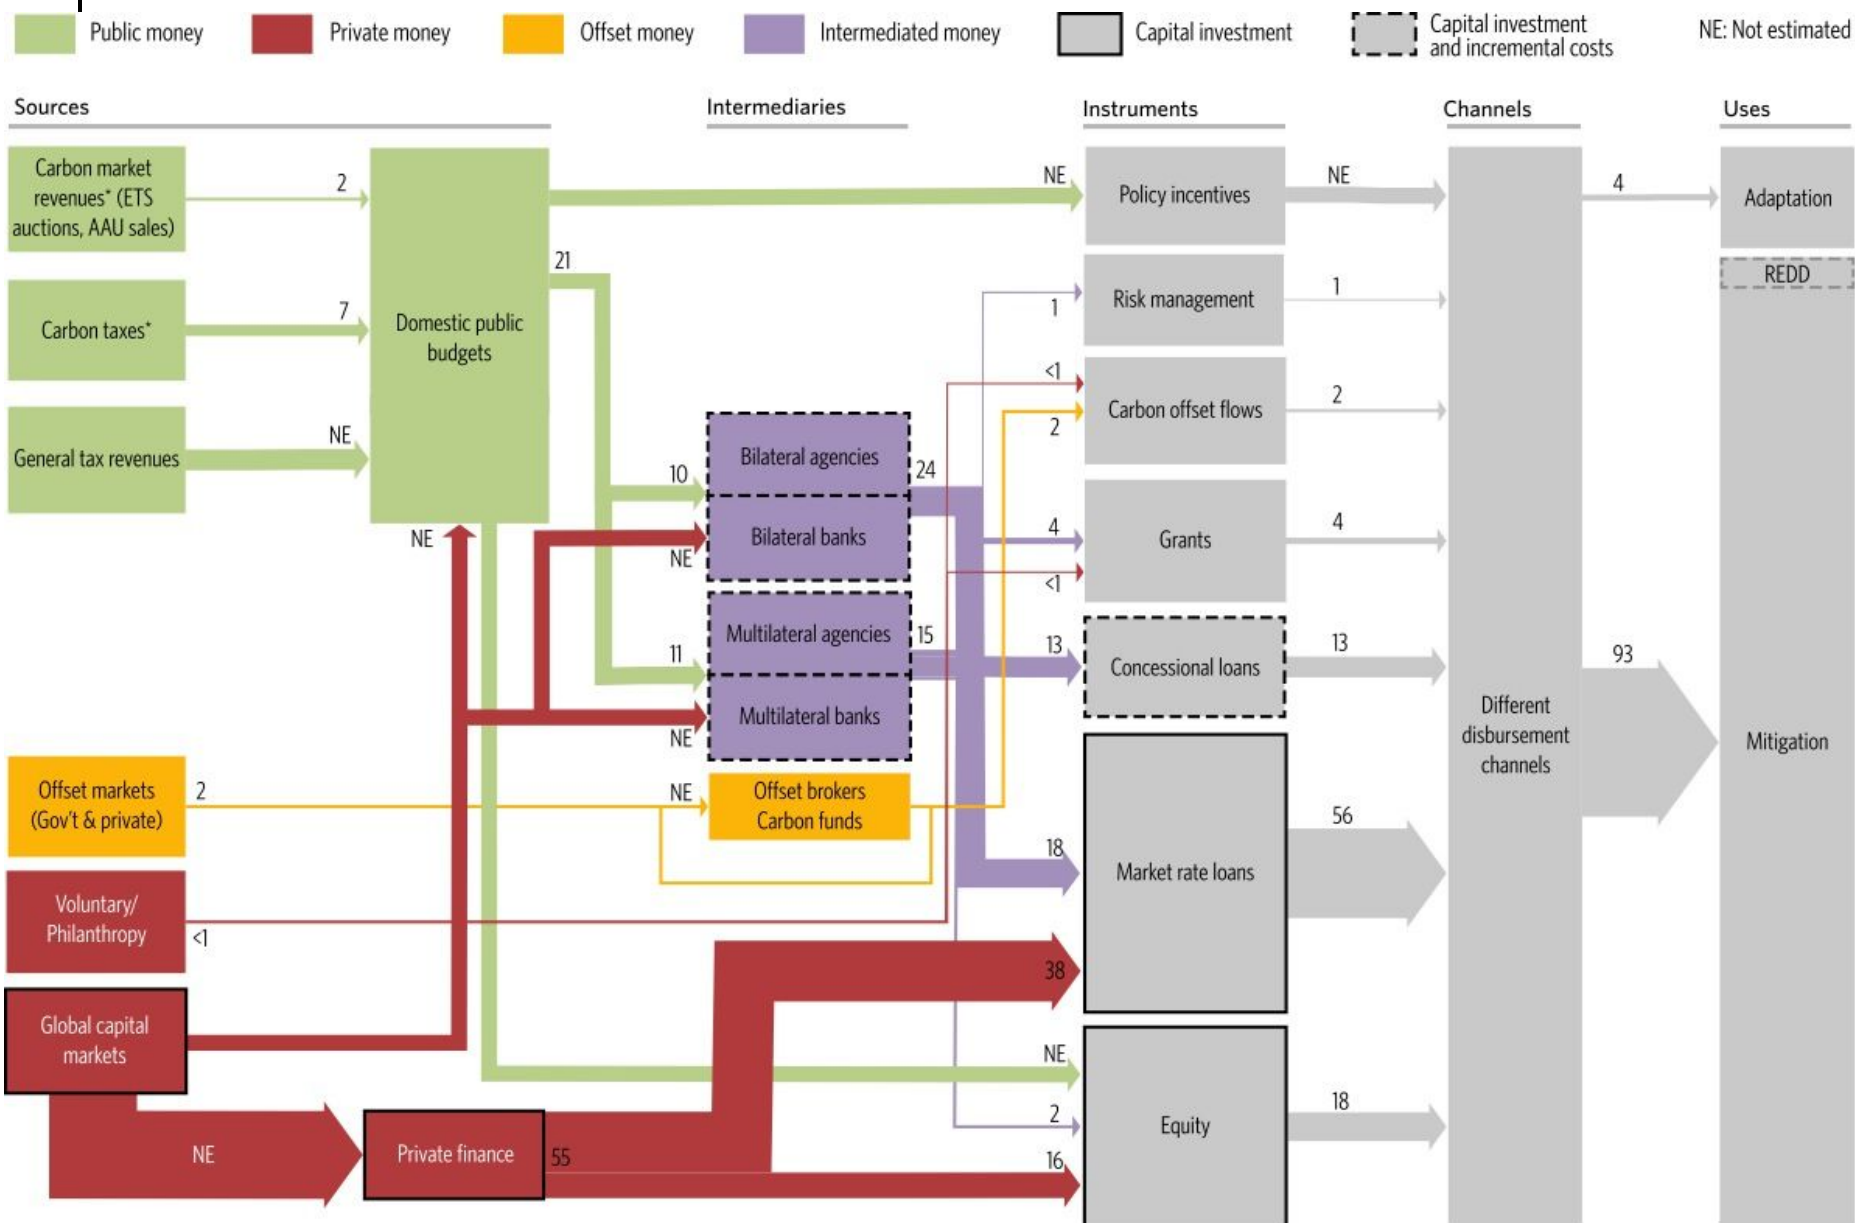 Public money
Private money
Offset money
Intermediated money
Capital investment
Capital investment
and incremental costs
NE: Not estimated
Sources
Intermediaries
Instruments
Channels
Uses
Carbon market
revenues* (ETS
auctions, AAU sales)
2
Carbon taxes*
7
General tax revenues
NE
Domestic public
budgets
21
NE
NE
10
Bilateral agencies
24
Bilateral banks
NE
11
Multilateral agencies
15
Multilateral banks
NE
Offset markets
(Gov't & private)
2
NE
Offset brokers
Carbon funds
Voluntary/
Philanthropy
<1
Global capital
markets
NE
Private finance
55
Policy incentives
NE
1
Risk management
1
<1
2
Carbon offset flows
2
4
<1
Grants
4
13
Concessional loans
13
18
38
Market rate loans
56
NE
2
16
Equity
18
Different
disbursement
channels
4
93
Adaptation
REDD
Mitigation